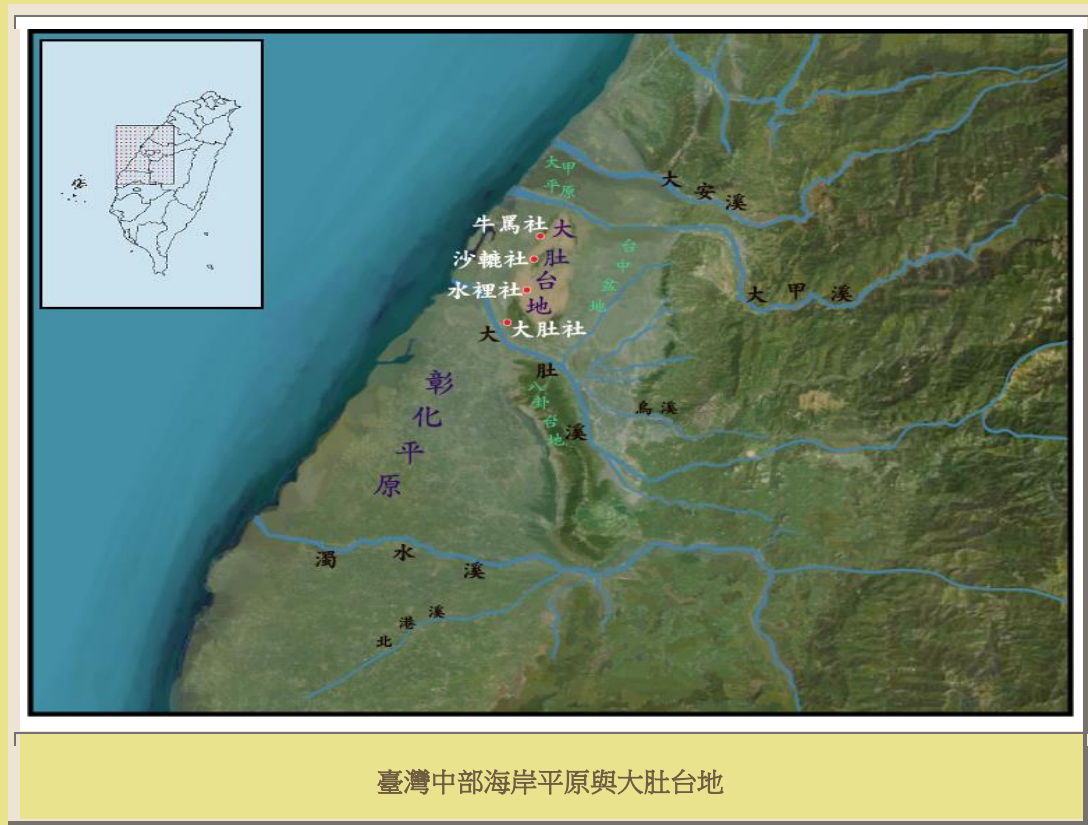 大甲
平原
大安溪
牛罵社
大肚台地
沙轆社
水裡社
大肚社
台中盆地
大甲溪
大肚溪
彰化平原
八卦台地
烏溪
濁水溪
北港溪
臺灣中部海岸平原與大肚台地